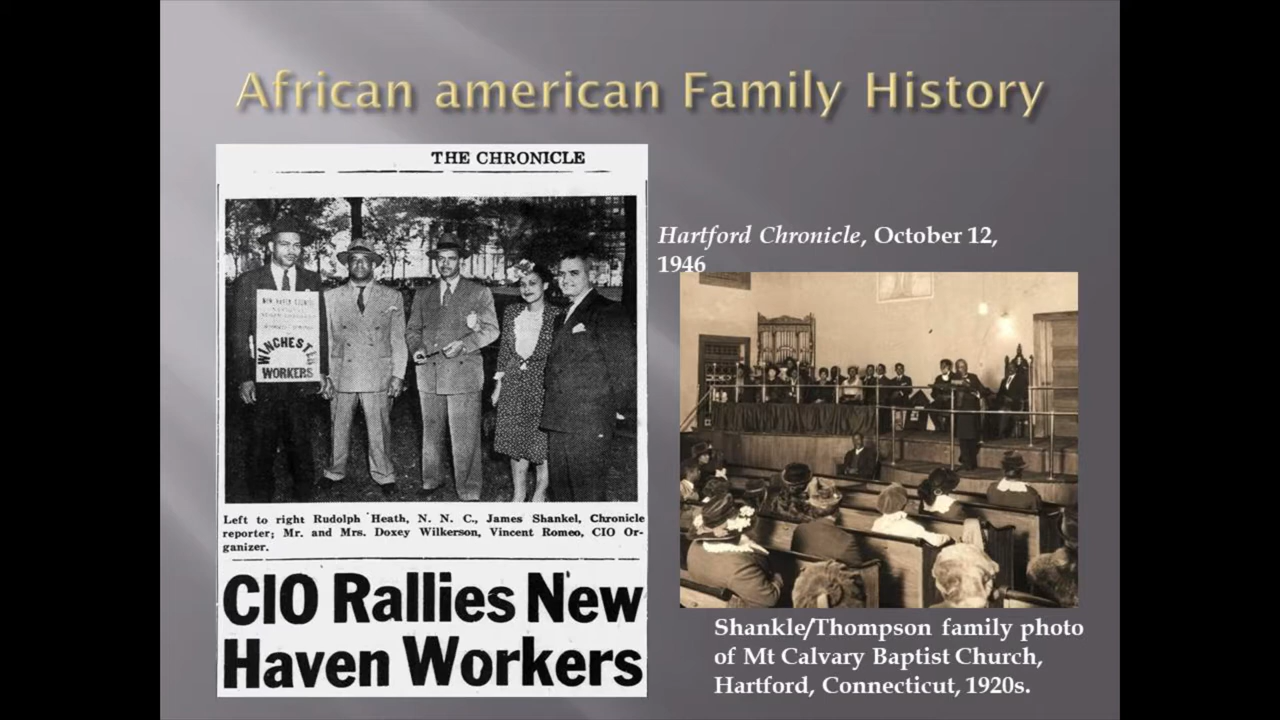 African american Family History
THE CHRONICLE
WINCHESTER
WORKERS
Left to right Rudolph Heath, N. N. C., James Shankel, Chronicle
reporter; Mr. and Mrs. Doxey Wilkerson, Vincent Romeo, CIO Or-
ganizer.
CIO Rallies New
Haven Workers
Hartford Chronicle, October 12,
1946
Shankle/Thompson family photo
of Mt Calvary Baptist Church,
Hartford, Connecticut, 1920s.